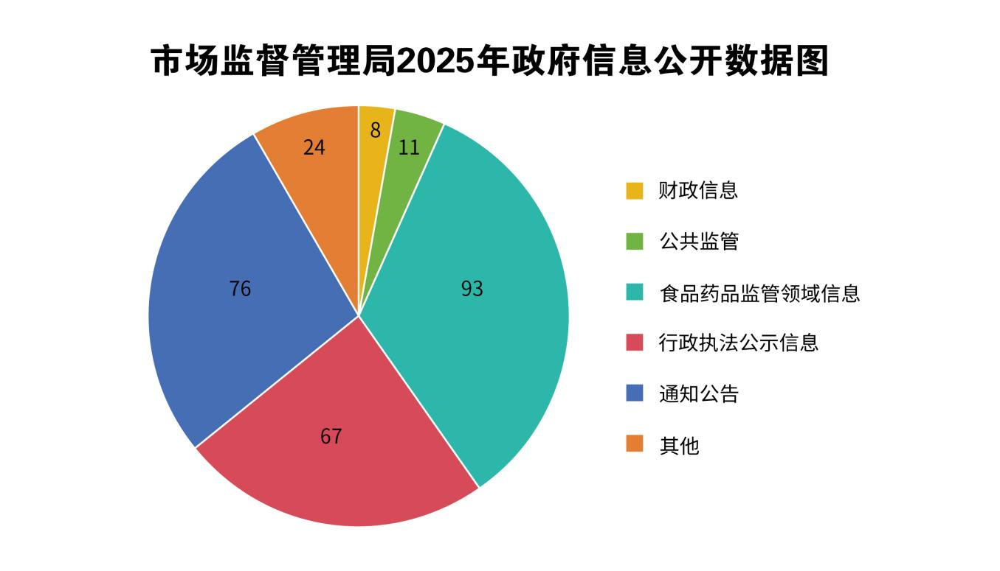 市场监督管理局2025年政府信息公开数据图
8
11
24
76
93
67
财政信息
公共监管
食品药品监管领域信息
行政执法公示信息
通知公告
其他